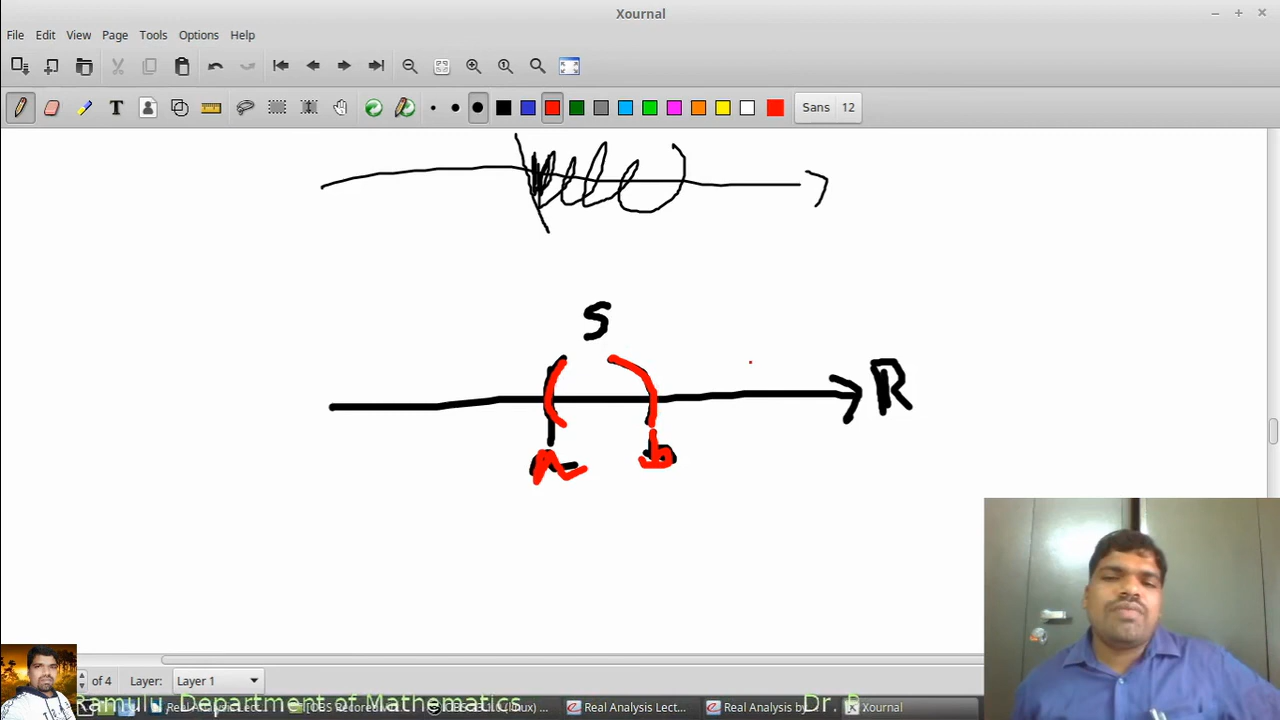 Xournal
File Edit View Page Tools Options Help
Sans 12
S
R
a b
of 4 Layer: Layer 1
Ramulu, Department of Mathematics Dr. B
Real Analysis Lect... Real Analysis by Xournal